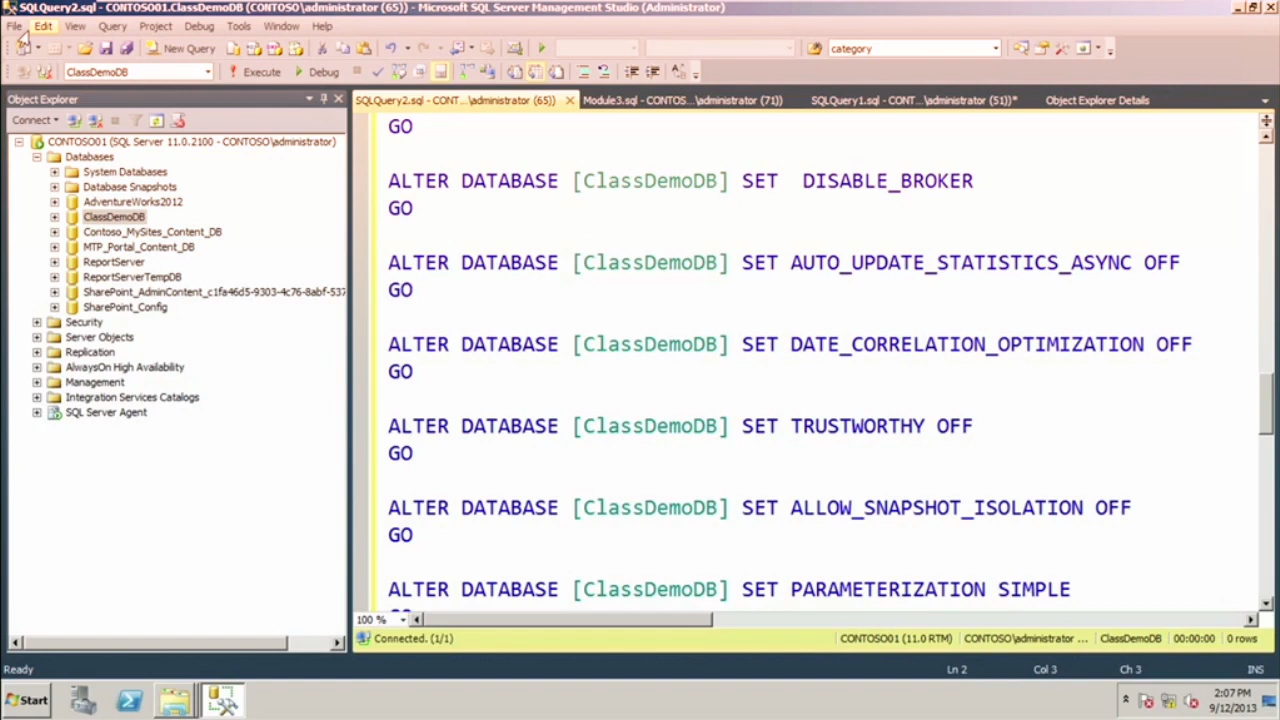 SQLQuery2.sql - CONTOSO01.ClassDemoDB (CONTOSO\administrator (65)) - Microsoft SQL Server Management Studio (Administrator)
File Edit View Query Project Debug Tools Window Help
New Query category
ClassDemoDB Execute Debug
Object Explorer
SQLQuery2.sql - CONT...\administrator (65)) Module3.sql - CONTOS...\administrator (71)) SQLQuery1.sql - CONT...\administrator (51))* Object Explorer Details
Connect
CONTOSO01 (SQL Server 11.0.2100 - CONTOSO\administrator)
Databases
System Databases
Database Snapshots
AdventureWorks2012
ClassDemoDB
Contoso_MySites_Content_DB
MTP_Portal_Content_DB
ReportServer
ReportServerTempDB
SharePoint_AdminContent_c1fa46d5-9303-4c76-8abf-537
SharePoint_Config
Security
Server Objects
Replication
AlwaysOn High Availability
Management
Integration Services Catalogs
SQL Server Agent
GO
ALTER DATABASE [ClassDemoDB] SET  DISABLE_BROKER
GO
ALTER DATABASE [ClassDemoDB] SET AUTO_UPDATE_STATISTICS_ASYNC OFF
GO
ALTER DATABASE [ClassDemoDB] SET DATE_CORRELATION_OPTIMIZATION OFF
GO
ALTER DATABASE [ClassDemoDB] SET TRUSTWORTHY OFF
GO
ALTER DATABASE [ClassDemoDB] SET ALLOW_SNAPSHOT_ISOLATION OFF
GO
ALTER DATABASE [ClassDemoDB] SET PARAMETERIZATION SIMPLE
GO
100 %
Connected. (1/1) CONTOSO01 (11.0 RTM) CONTOSO\administrator ... ClassDemoDB 00:00:00 0 rows
Ready Ln 2 Col 3 Ch 3 INS
Start 2:07 PM
9/12/2013